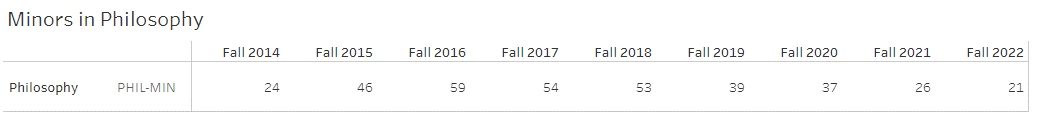 Minors in Philosophy
Fall 2014 Fall 2015 Fall 2016 Fall 2017 Fall 2018 Fall 2019 Fall 2020 Fall 2021 Fall 2022
Philosophy PHIL-MIN 24 46 59 54 53 39 37 26 21